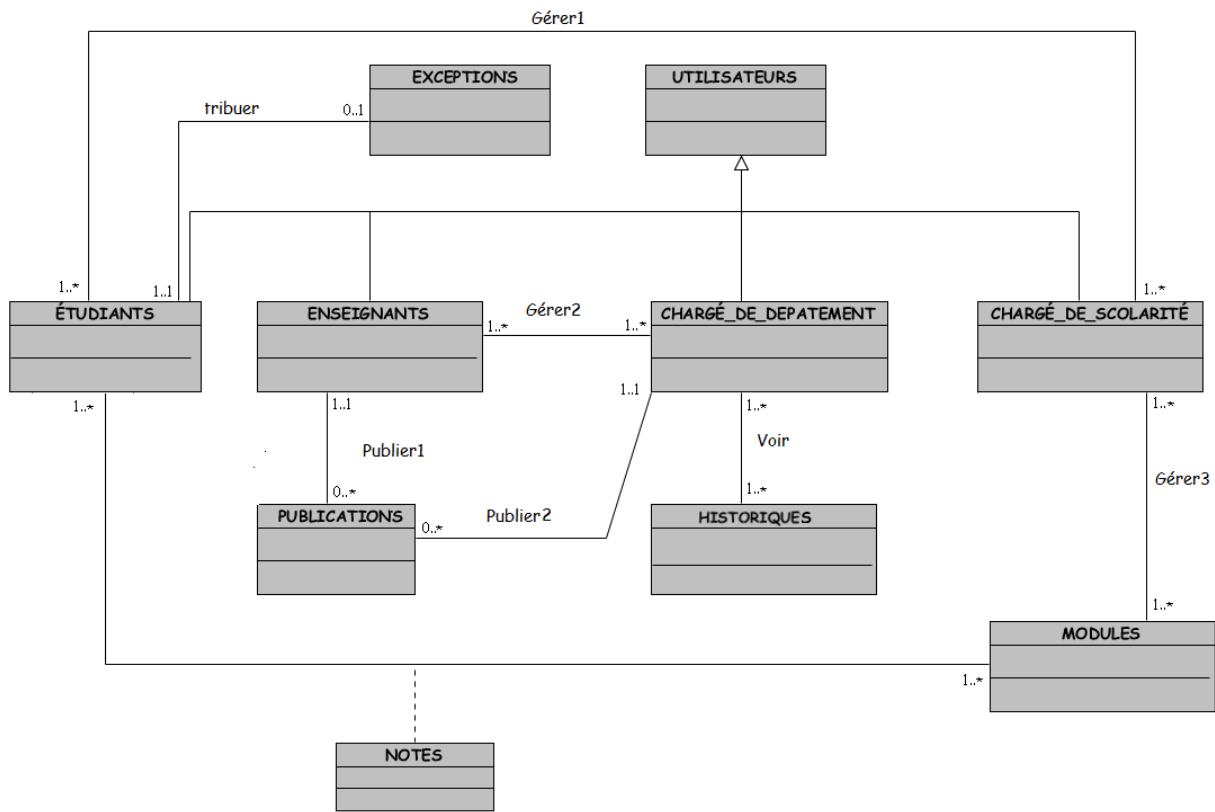 Gérer1
EXCEPTIONS
UTILISATEURS
tribuer
0..1
1..*
1..1
1..*
ÉTUDIANTS
ENSEIGNANTS
Gérer2
CHARGÉ_DE_DEPATEMENT
CHARGÉ_DE_SCOLARITÉ
1..*
1..*
1..*
1..1
1..1
1..*
1..*
Publier1
Voir
Gérer3
0..*
1..*
PUBLICATIONS
0..*
Publier2
HISTORIQUES
1..*
MODULES
1..*
NOTES